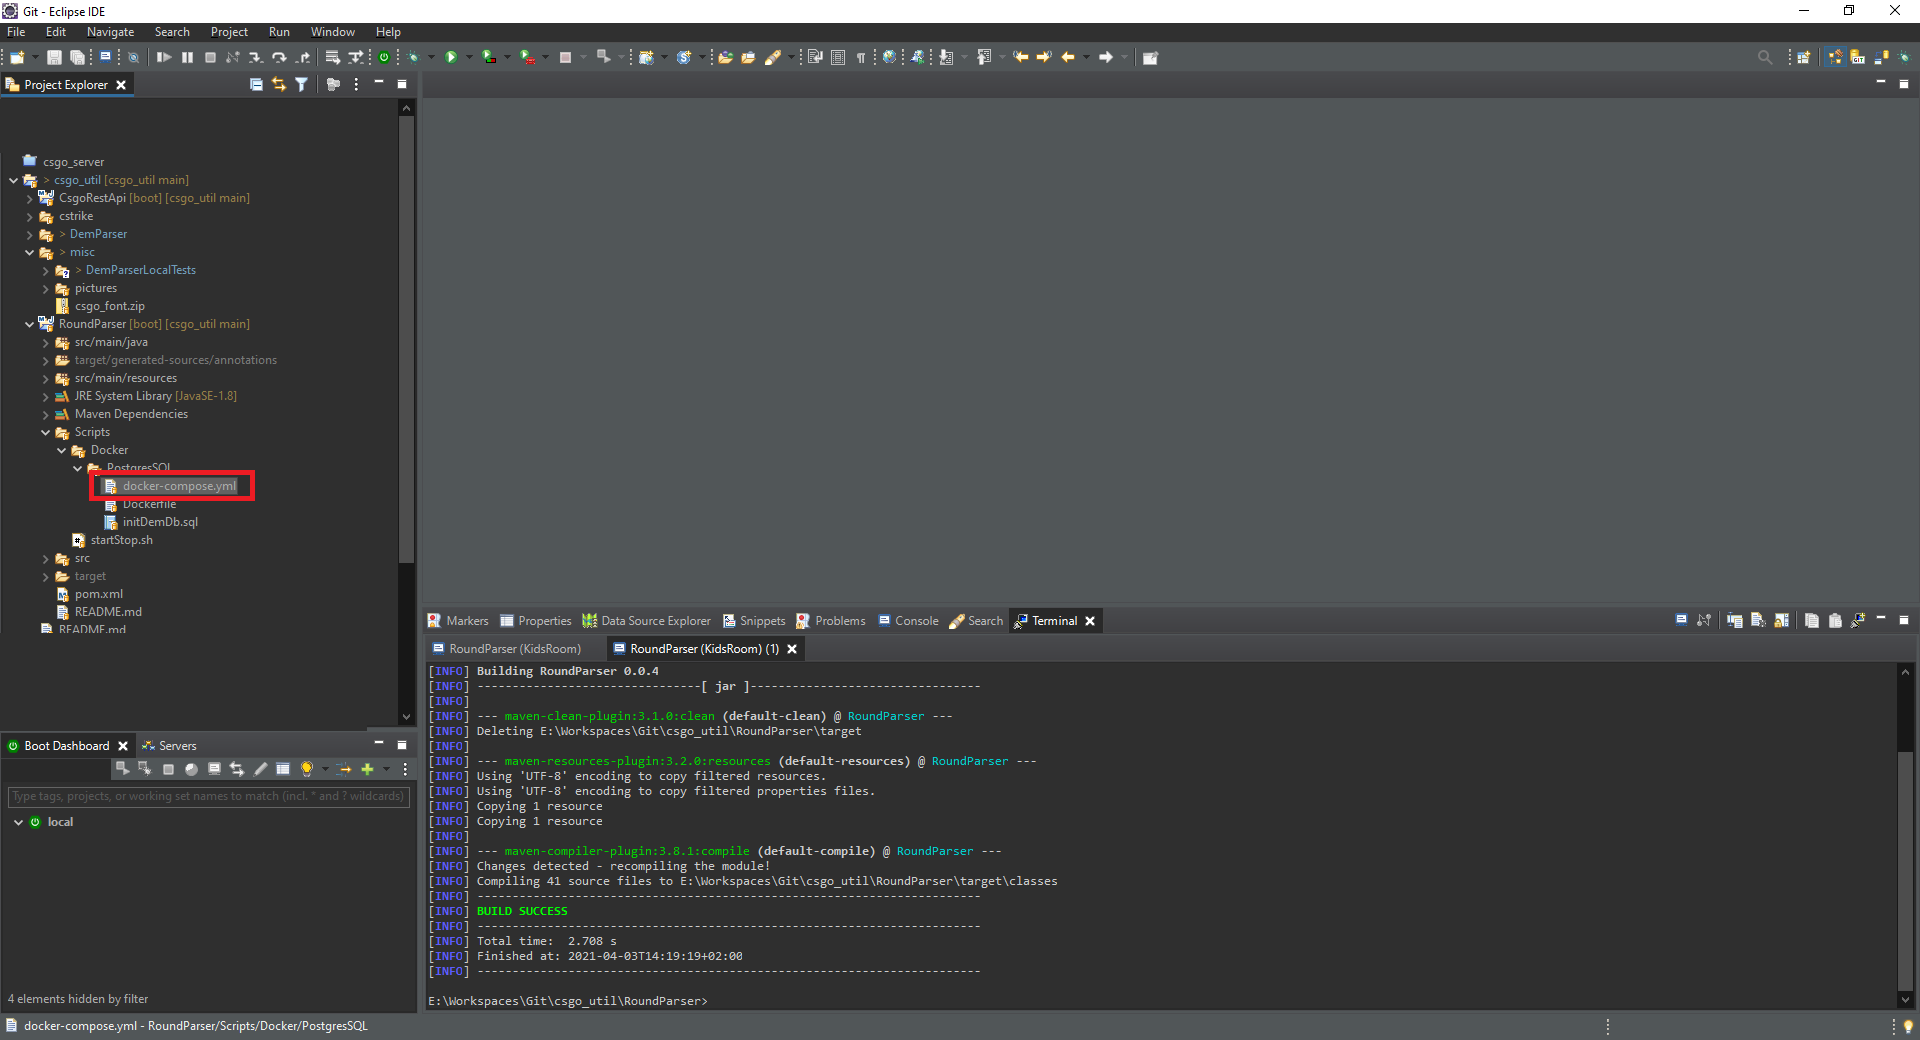 Git - Eclipse IDE
File Edit Navigate Search Project Run Window Help
Project Explorer
csgo_server
> csgo_util [csgo_util main]
CsgoRestApi [boot] [csgo_util main]
cstrike
> DemParser
> misc
> DemParserLocalTests
pictures
csgo_font.zip
RoundParser [boot] [csgo_util main]
src/main/java
target/generated-sources/annotations
src/main/resources
JRE System Library [JavaSE-1.8]
Maven Dependencies
Scripts
Docker
PostgresSQL
docker-compose.yml
Dockerfile
initDemDb.sql
startStop.sh
src
target
pom.xml
README.md
README.md
Boot Dashboard Servers
Type tags, projects, or working set names to match (incl. * and ? wildcards)
local
4 elements hidden by filter
Markers Properties Data Source Explorer Snippets Problems Console Search Terminal
RoundParser (KidsRoom) RoundParser (KidsRoom) (1)
[INFO] Building RoundParser 0.0.4
[INFO] --------------------------------[ jar ]---------------------------------
[INFO]
[INFO] --- maven-clean-plugin:3.1.0:clean (default-clean) @ RoundParser ---
[INFO] Deleting E:\Workspaces\Git\csgo_util\RoundParser\target
[INFO]
[INFO] --- maven-resources-plugin:3.2.0:resources (default-resources) @ RoundParser ---
[INFO] Using 'UTF-8' encoding to copy filtered resources.
[INFO] Using 'UTF-8' encoding to copy filtered properties files.
[INFO] Copying 1 resource
[INFO] Copying 1 resource
[INFO]
[INFO] --- maven-compiler-plugin:3.8.1:compile (default-compile) @ RoundParser ---
[INFO] Changes detected - recompiling the module!
[INFO] Compiling 41 source files to E:\Workspaces\Git\csgo_util\RoundParser\target\classes
[INFO] ------------------------------------------------------------------------
[INFO] BUILD SUCCESS
[INFO] ------------------------------------------------------------------------
[INFO] Total time:  2.708 s
[INFO] Finished at: 2021-04-03T14:19:19+02:00
[INFO] ------------------------------------------------------------------------
E:\Workspaces\Git\csgo_util\RoundParser>
docker-compose.yml - RoundParser/Scripts/Docker/PostgresSQL